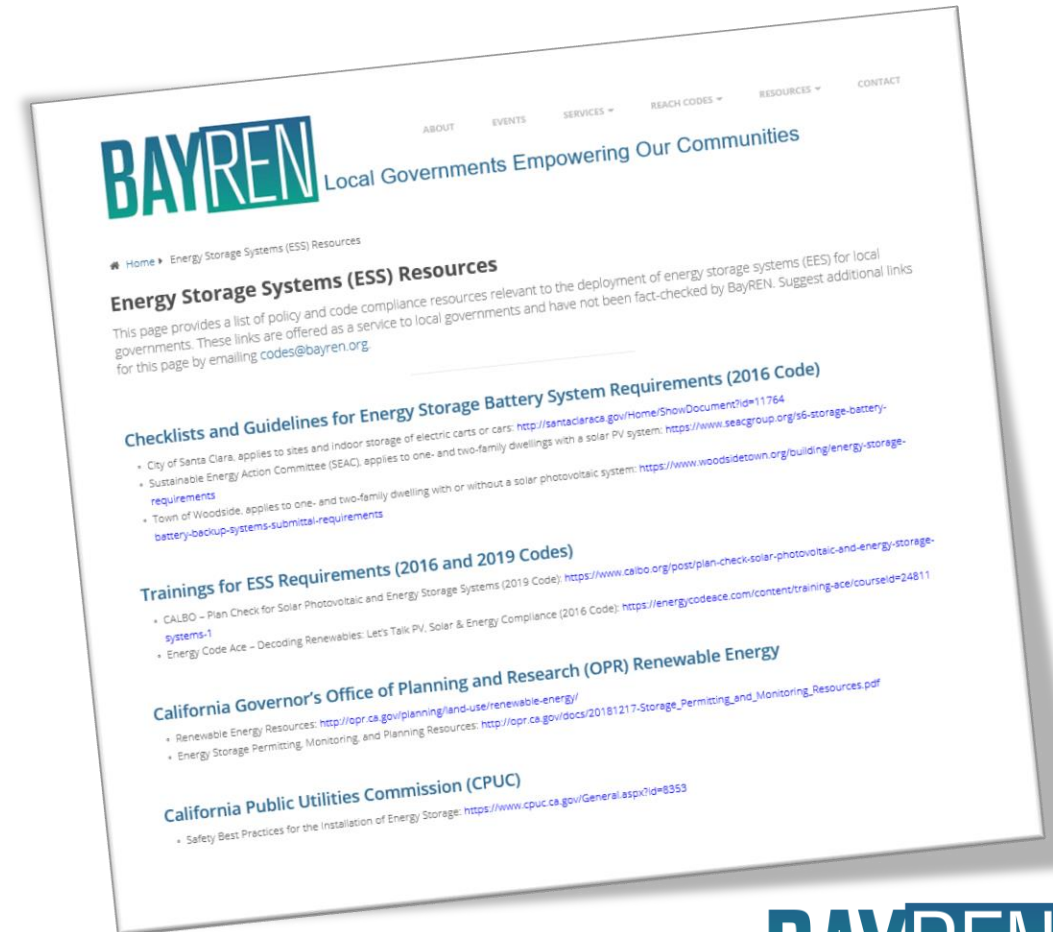 BAYREN
ABOUT EVENTS SERVICES REACH CODES RESOURCES CONTACT
Local Governments Empowering Our Communities
Home Energy Storage Systems (ESS) Resources
Energy Storage Systems (ESS) Resources
This page provides a list of policy and code compliance resources relevant to the deployment of energy storage systems (EES) for local
governments. These links are offered as a service to local governments and have not been fact-checked by BayREN. Suggest additional links
for this page by emailing codes@bayren.org.
Checklists and Guidelines for Energy Storage Battery System Requirements (2016 Code)
• City of Santa Clara, applies to sites and indoor storage of electric carts or cars: http://santaclaraca.gov/Home/ShowDocument?id=11764
• Sustainable Energy Action Committee (SEAC), applies to one- and two-family dwellings with a solar PV system: https://www.seacgroup.org/s6-storage-battery-
requirements
• Town of Woodside, applies to one- and two-family dwelling with or without a solar photovoltaic system: https://www.woodsidetown.org/building/energy-storage-
battery-backup-systems-submittal-requirements
Trainings for ESS Requirements (2016 and 2019 Codes)
• CALBO – Plan Check for Solar Photovoltaic and Energy Storage Systems (2019 Code): https://www.calbo.org/post/plan-check-solar-photovoltaic-and-energy-storage-
systems-1
• Energy Code Ace – Decoding Renewables: Let's Talk PV, Solar & Energy Compliance (2016 Code): https://energycodeace.com/content/training-ace/courseId=24811
California Governor's Office of Planning and Research (OPR) Renewable Energy
• Renewable Energy Resources: http://opr.ca.gov/planning/land-use/renewable-energy/
• Energy Storage Permitting, Monitoring, and Planning Resources: http://opr.ca.gov/docs/20181217-Storage_Permitting_and_Monitoring_Resources.pdf
California Public Utilities Commission (CPUC)
• Safety Best Practices for the Installation of Energy Storage: https://www.cpuc.ca.gov/General.aspx?id=8353
BAYREN